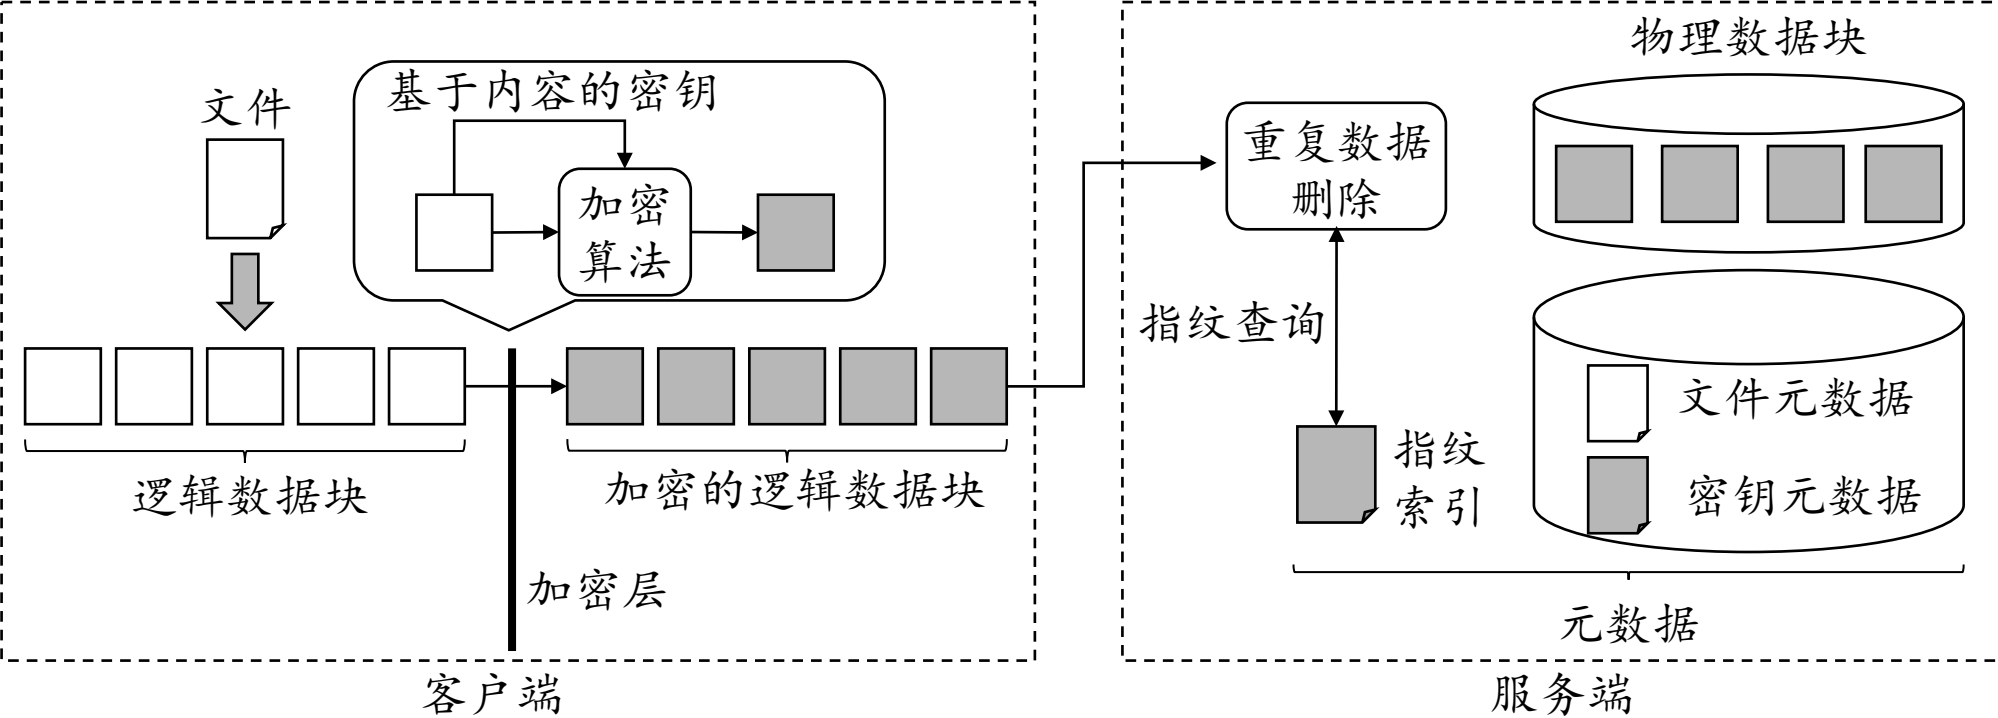 文件
基于内容的密钥
加密
算法
逻辑数据块
加密的逻辑数据块
加密层
客户端
重复数据
删除
指纹查询
指纹
索引
物理数据块
文件元数据
密钥元数据
元数据
服务端